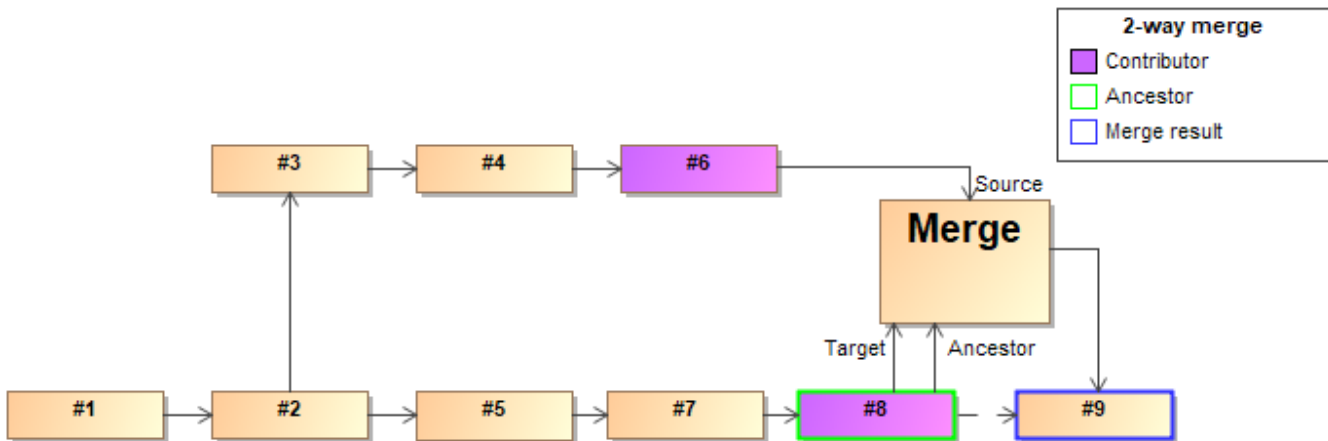 2-way merge
Contributor
Ancestor
Merge result
#3
#4
#6
Source
Merge
Target
Ancestor
#1
#2
#5
#7
#8
#9